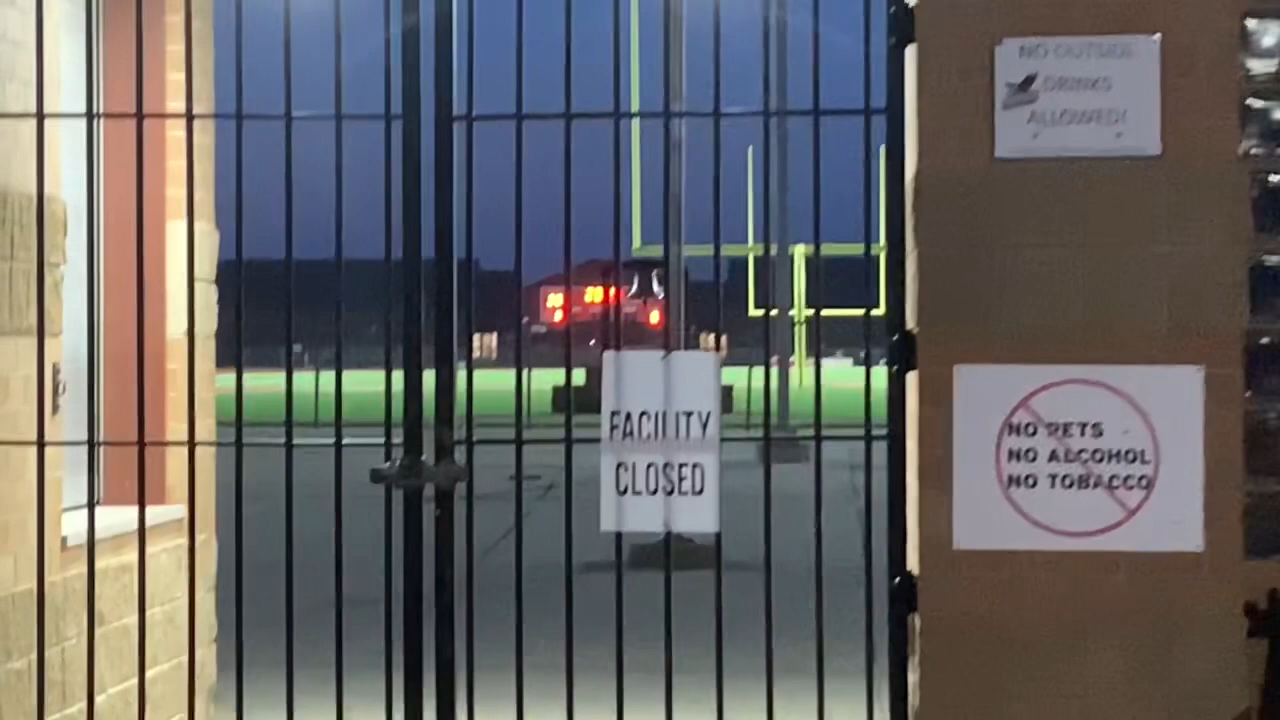 NO OUTSIDE
DRINKS
ALLOWED!
FACILITY
CLOSED
NO PETS
NO ALCOHOL
NO TOBACCO